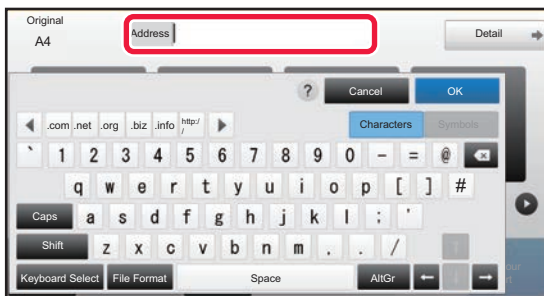 Original
A4
Address
Detail
?
Cancel
OK
.com .net .org .biz .info http:/
/
Characters
Symbols
` 1 2 3 4 5 6 7 8 9 0 - = @
q w e r t y u i o p [ ] #
Caps a s d f g h j k l ; '
Shift z x c v b n m , . /
Keyboard Select File Format Space AltGr